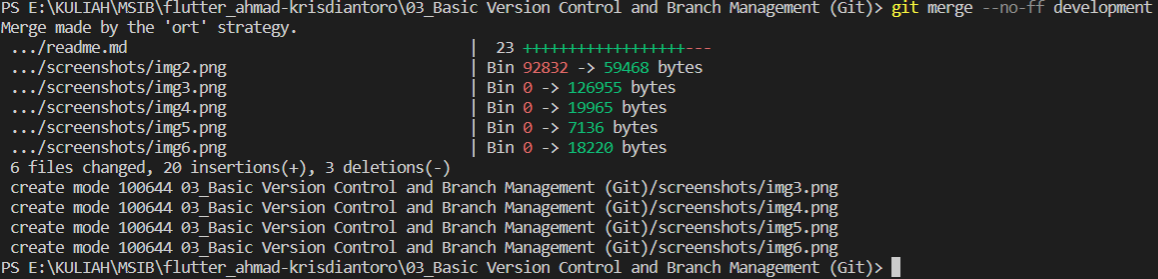 PS E:\KULIAH\MSIB\flutter_ahmad-krisdiantoro\03_Basic Version Control and Branch Management (Git)> git merge --no-ff development
Merge made by the 'ort' strategy.
 .../readme.md                                      |  23 ++++++++++++++++++---
 .../screenshots/img2.png                           | Bin 92832 -> 59468 bytes
 .../screenshots/img3.png                           | Bin 0 -> 126955 bytes
 .../screenshots/img4.png                           | Bin 0 -> 19965 bytes
 .../screenshots/img5.png                           | Bin 0 -> 7136 bytes
 .../screenshots/img6.png                           | Bin 0 -> 18220 bytes
 6 files changed, 20 insertions(+), 3 deletions(-)
 create mode 100644 03_Basic Version Control and Branch Management (Git)/screenshots/img3.png
 create mode 100644 03_Basic Version Control and Branch Management (Git)/screenshots/img4.png
 create mode 100644 03_Basic Version Control and Branch Management (Git)/screenshots/img5.png
 create mode 100644 03_Basic Version Control and Branch Management (Git)/screenshots/img6.png
PS E:\KULIAH\MSIB\flutter_ahmad-krisdiantoro\03_Basic Version Control and Branch Management (Git)>